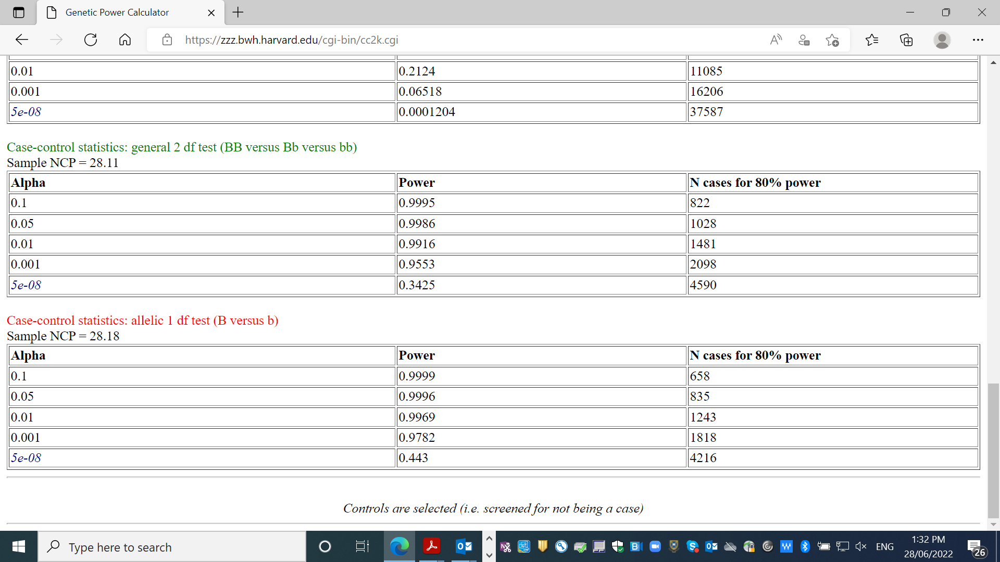 Genetic Power Calculator
https://zzz.bwh.harvard.edu/cgi-bin/cc2k.cgi
0.01 0.2124 11085
0.001 0.06518 16206
5e-08 0.0001204 37587
Case-control statistics: general 2 df test (BB versus Bb versus bb)
Sample NCP = 28.11
Alpha Power N cases for 80% power
0.1 0.9995 822
0.05 0.9986 1028
0.01 0.9916 1481
0.001 0.9553 2098
5e-08 0.3425 4590
Case-control statistics: allelic 1 df test (B versus b)
Sample NCP = 28.18
Alpha Power N cases for 80% power
0.1 0.9999 658
0.05 0.9996 835
0.01 0.9969 1243
0.001 0.9782 1818
5e-08 0.443 4216
Controls are selected (i.e. screened for not being a case)
Type here to search
ENG
1:32 PM
28/06/2022
26